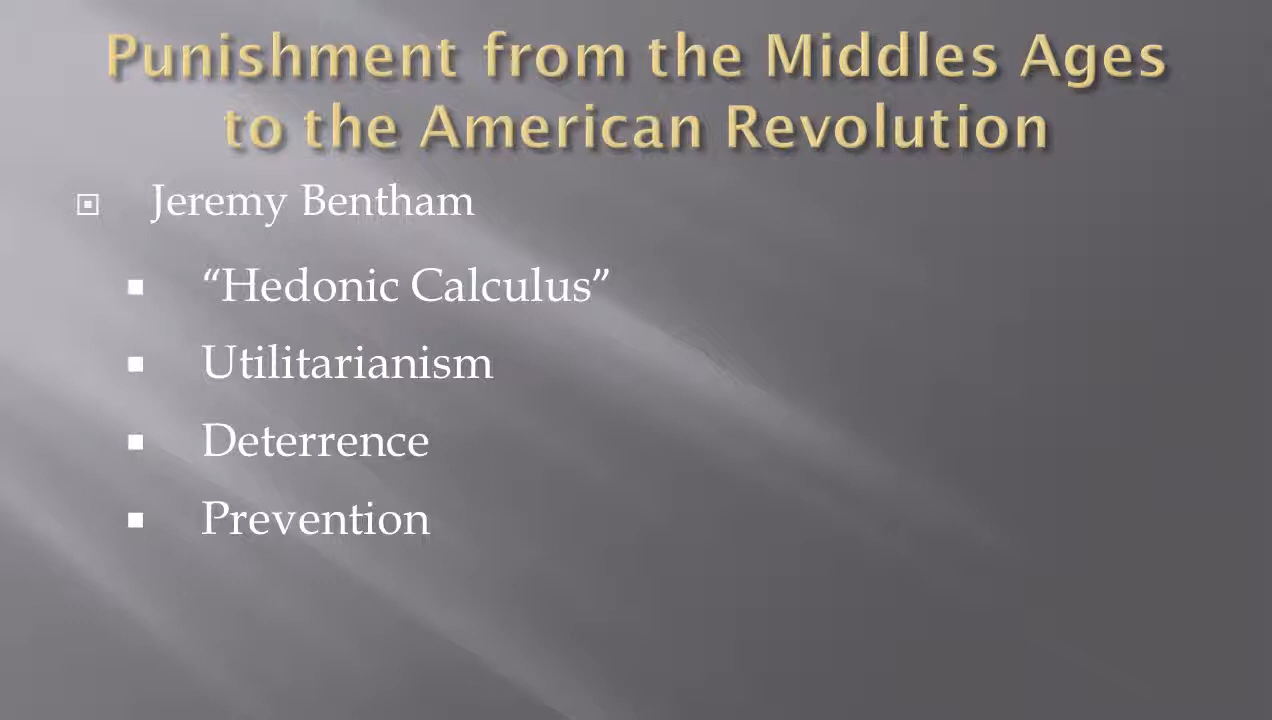 Punishment from the Middles Ages
to the American Revolution
Jeremy Bentham
“Hedonic Calculus”
Utilitarianism
Deterrence
Prevention